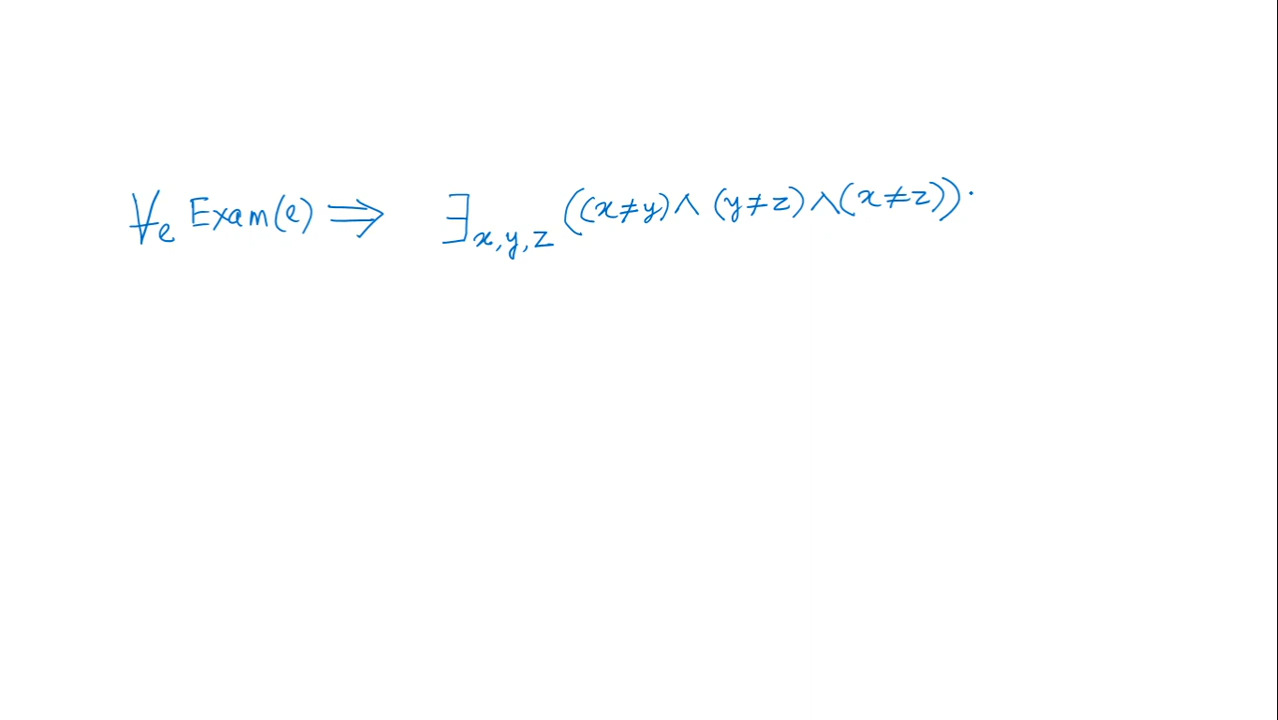 ∀e Exam(e) ⇒ ∃x,y,z ((x≠y)∧ (y≠z)∧(x≠z))·